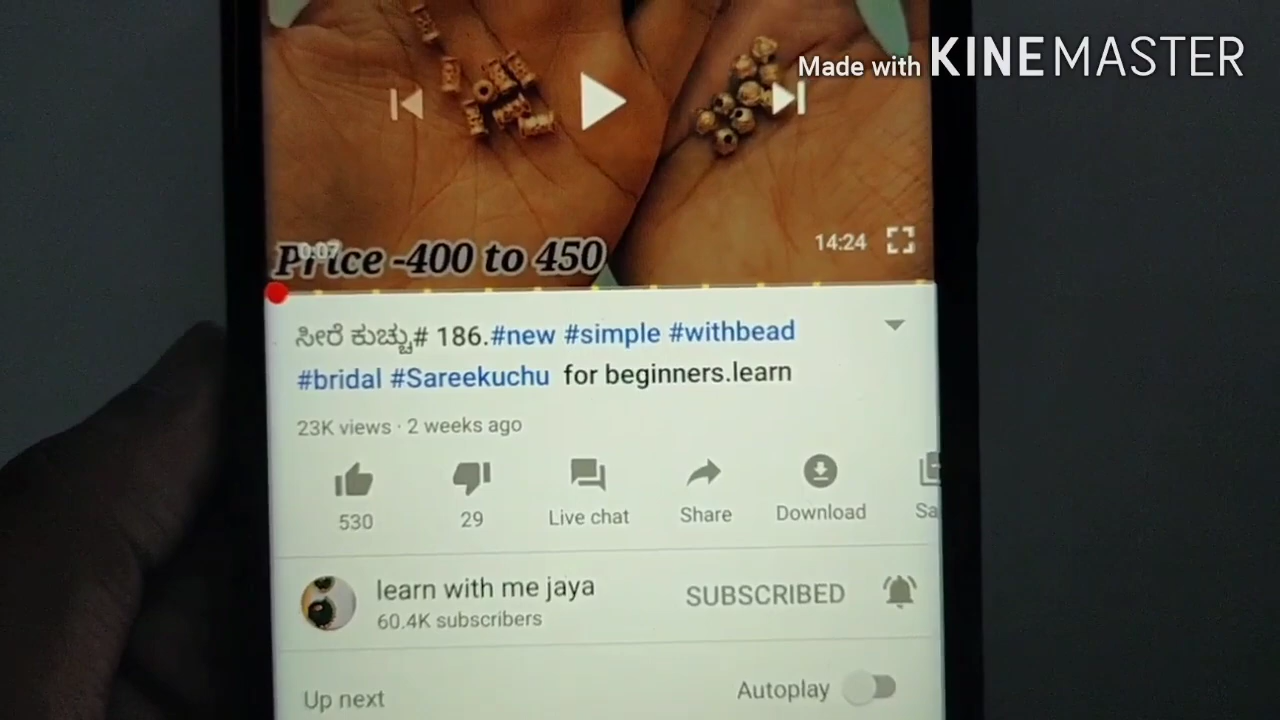 Made with KINEMASTER
0:07
14:24
Price -400 to 450
ಸೀರೆ ಕುಚ್ಚು# 186.#new #simple #withbead
#bridal #Sareekuchu for beginners.learn
23K views · 2 weeks ago
530 29 Live chat Share Download Sa
learn with me jaya
60.4K subscribers
SUBSCRIBED
Up next
Autoplay